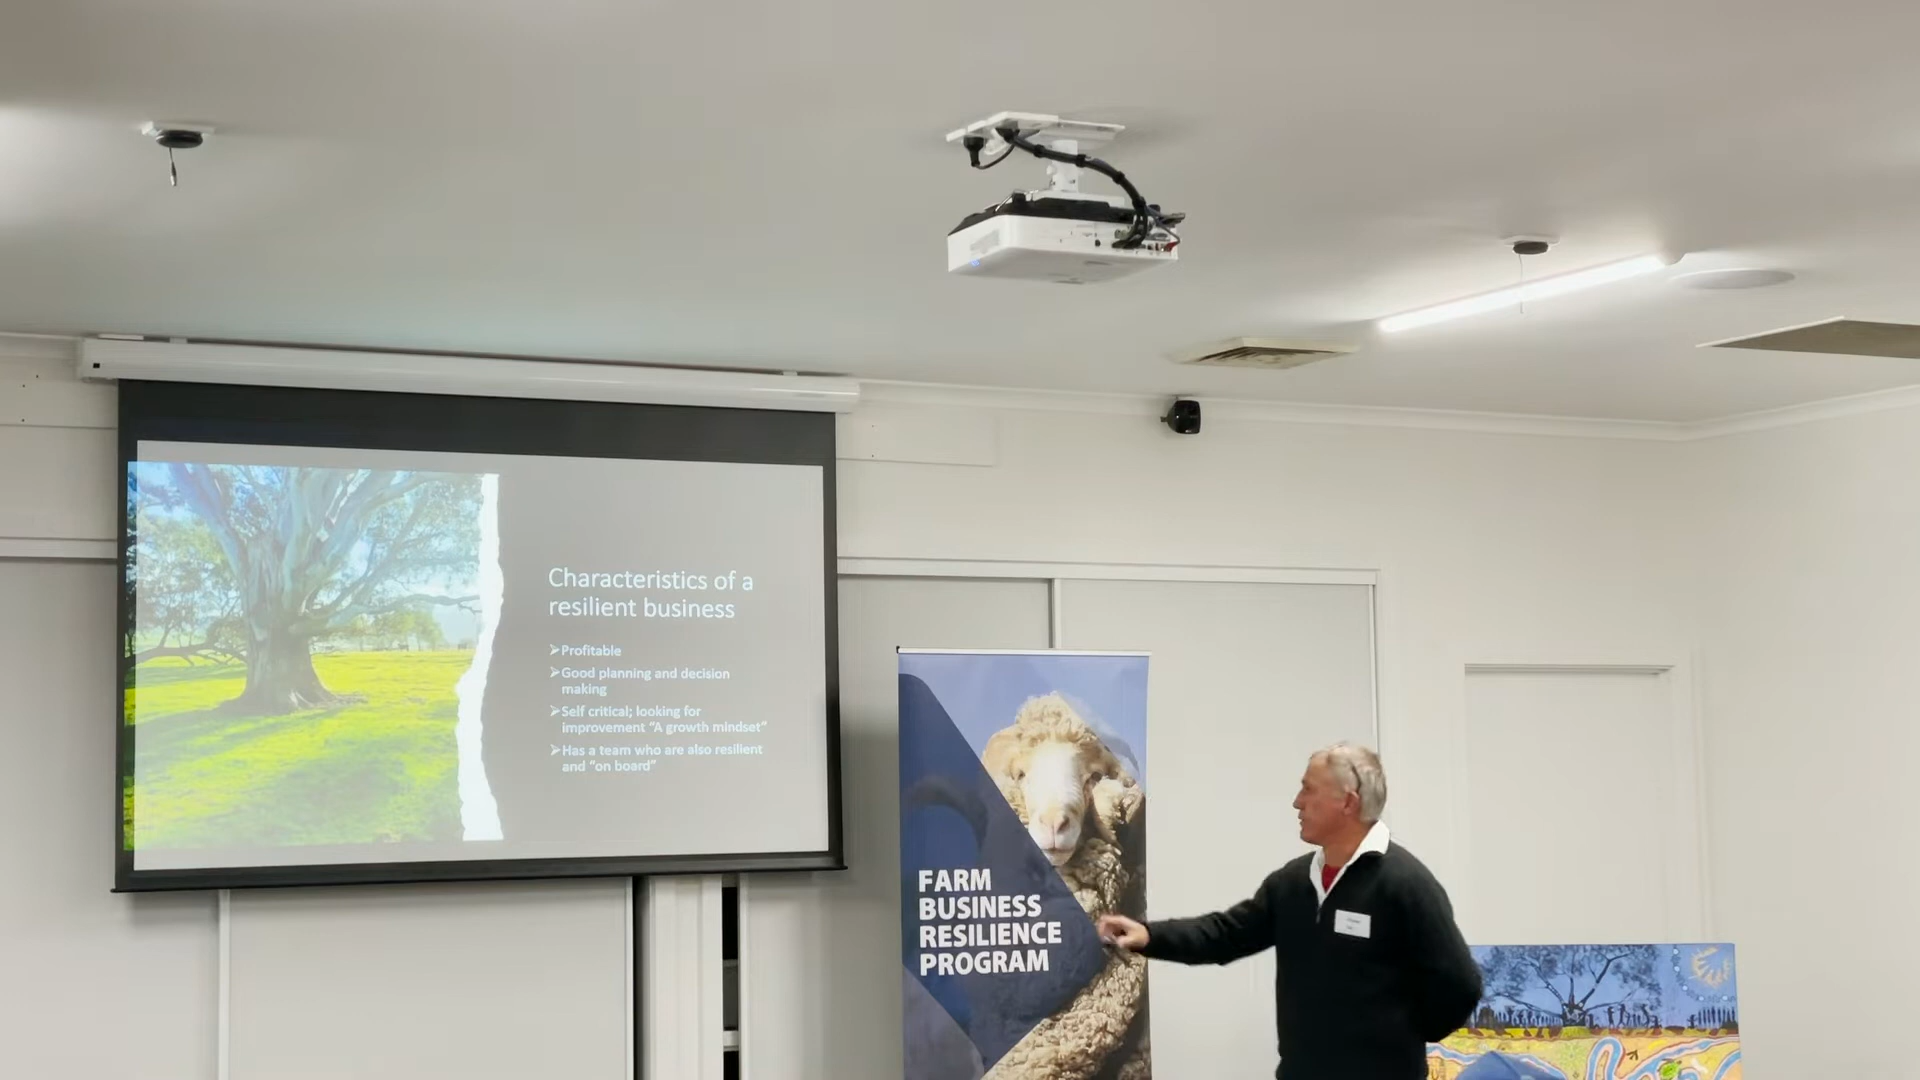 Characteristics of a
resilient business
➢Profitable
➢Good planning and decision
making
➢Self critical; looking for
improvement “A growth mindset”
➢Has a team who are also resilient
and “on board”
FARM
BUSINESS
RESILIENCE
PROGRAM